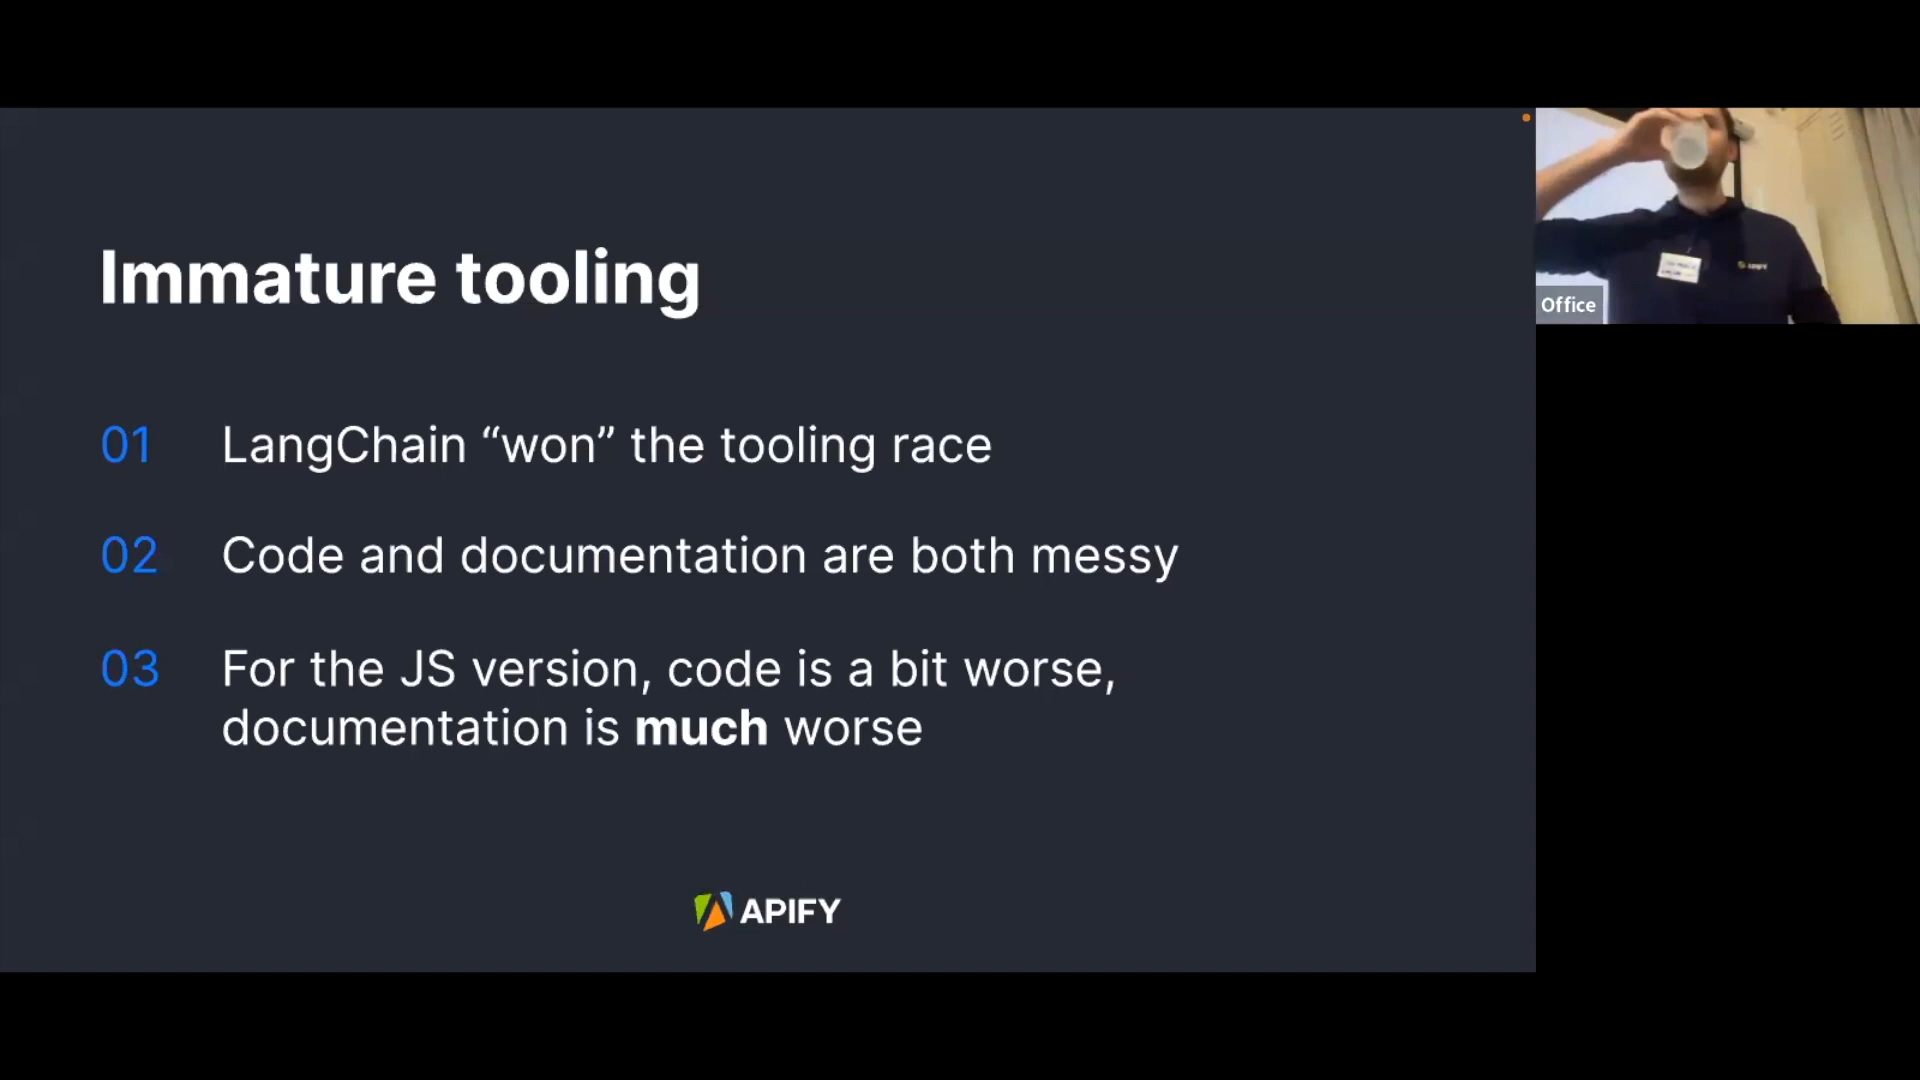 Immature tooling
01 LangChain “won” the tooling race
02 Code and documentation are both messy
03 For the JS version, code is a bit worse,
documentation is much worse
APIFY
Office
apify